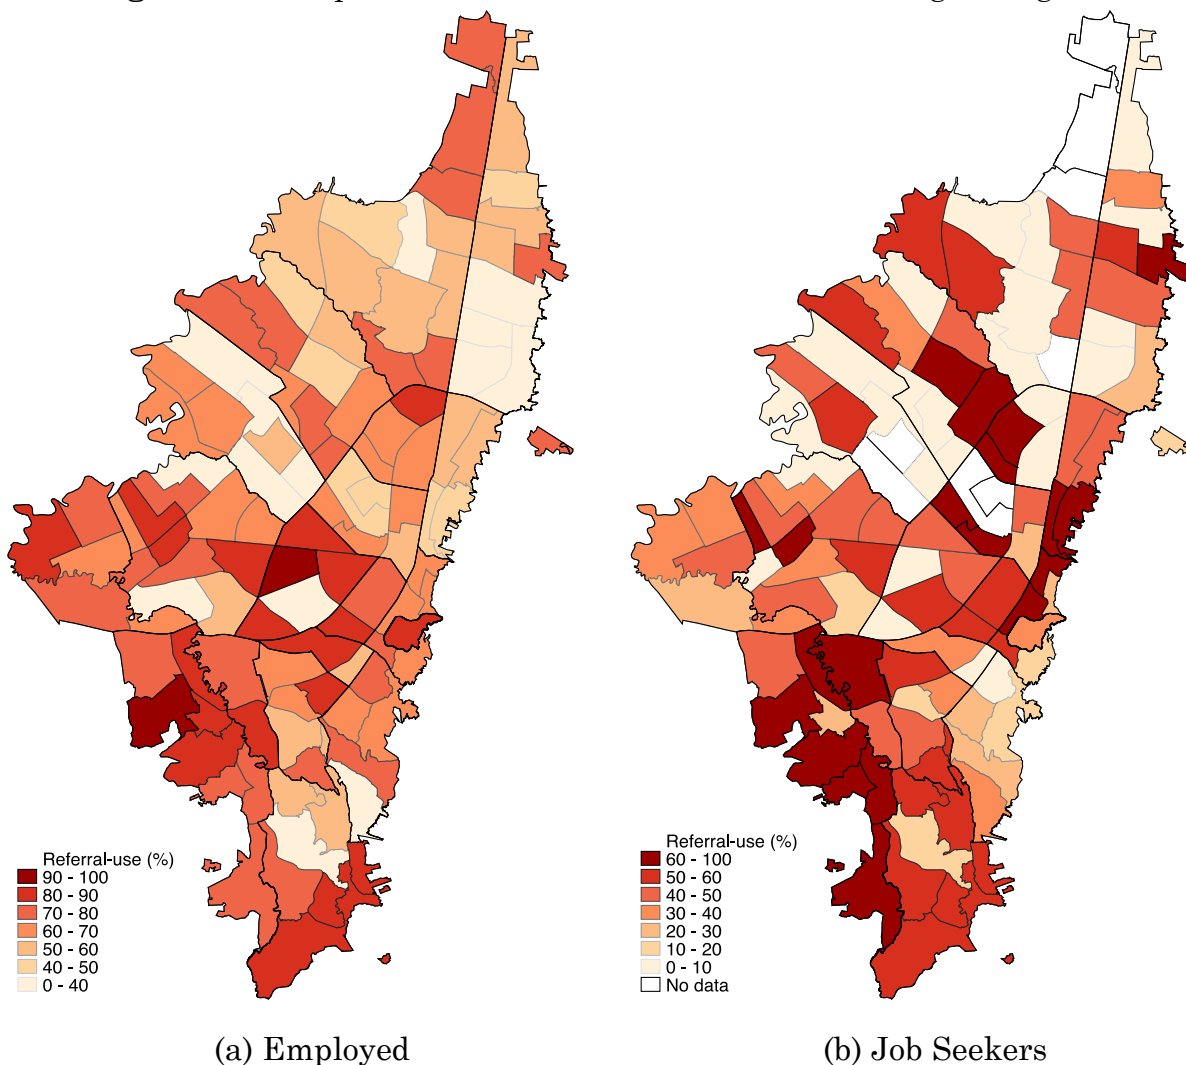 Referral-use (%)
90 - 100
80 - 90
70 - 80
60 - 70
50 - 60
40 - 50
0 - 40
Referral-use (%)
60 - 100
50 - 60
40 - 50
30 - 40
20 - 30
10 - 20
0 - 10
No data
(a) Employed
(b) Job Seekers